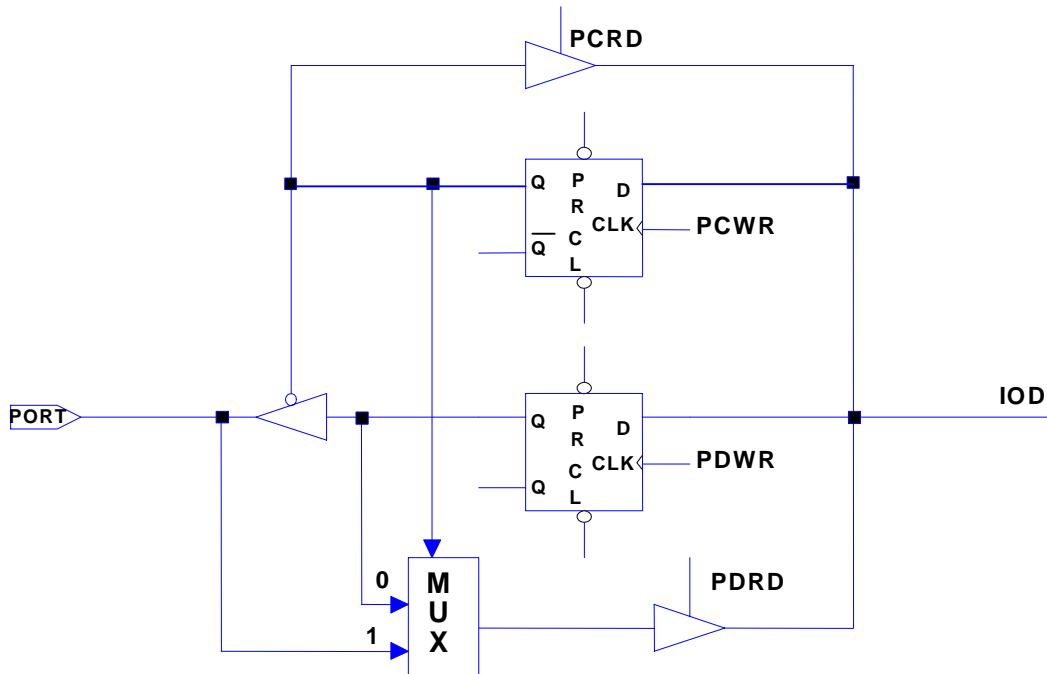 PCRD
Q P D
R
CLK PCWR
Q C
L
PORT
IOD
Q P D
R
CLK PDWR
Q C
L
0 M PDRD
U
1 X